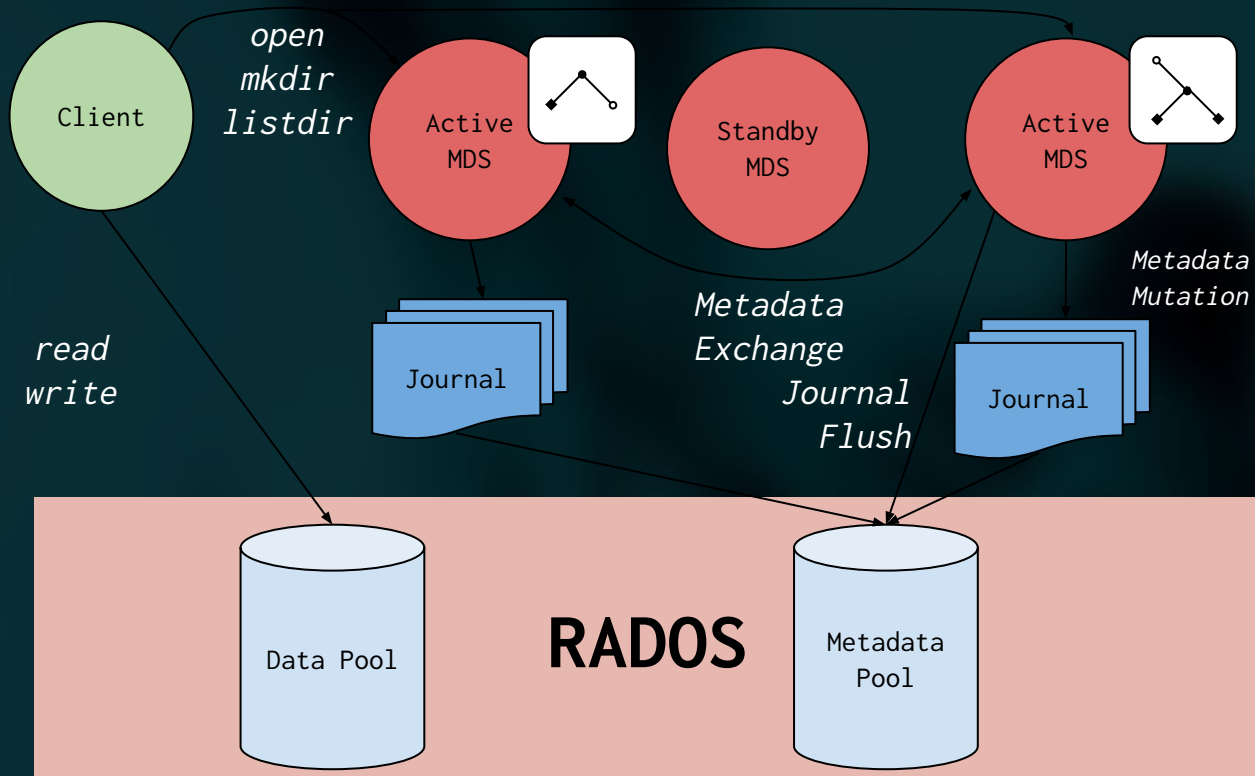 Client
open
mkdir
listdir
Active
MDS
Standby
MDS
Active
MDS
Metadata
Mutation
read
write
Journal
Metadata
Exchange
Journal
Flush
Journal
Data Pool
RADOS
Metadata
Pool